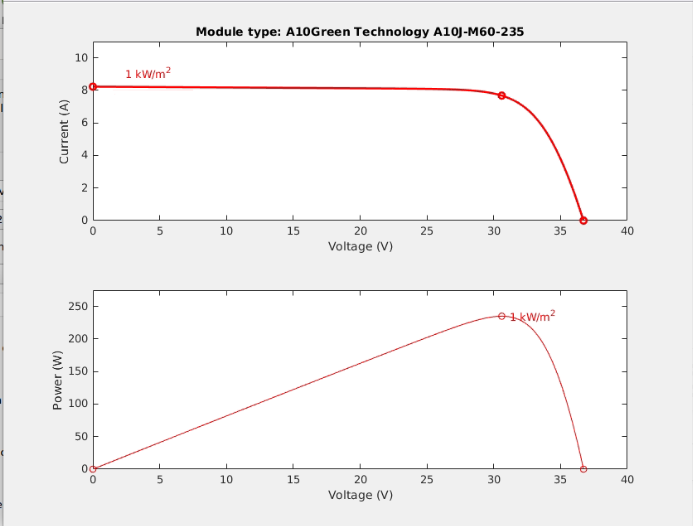 Module type: A10Green Technology A10J-M60-235
10
8
6
4
2
0
Current (A)
1 kW/m2
0 5 10 15 20 25 30 35 40
Voltage (V)
250
200
150
100
50
0
Power (W)
1 kW/m2
0 5 10 15 20 25 30 35 40
Voltage (V)